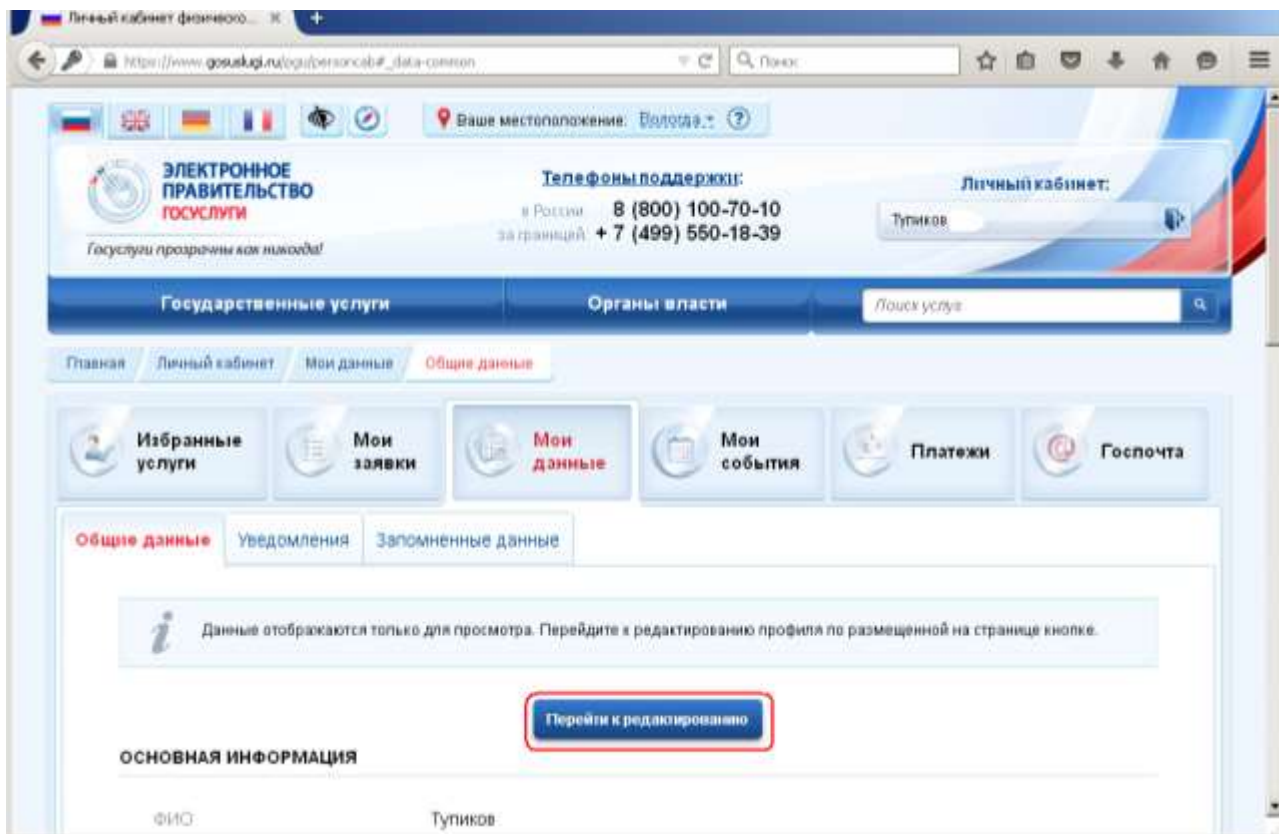 Личный кабинет физическо...
https://www.gosuslugi.ru/ogu/personcab#_data-common
Поиск
Ваше местоположение: Вологда
ЭЛЕКТРОННОЕ
ПРАВИТЕЛЬСТВО
ГОСУСЛУГИ
Госуслуги прозрачны как никогда!
Телефоны поддержки:
в России 8 (800) 100-70-10
за границей + 7 (499) 550-18-39
Личный кабинет:
Тупиков
Государственные услуги
Органы власти
Поиск услуг
Главная
Личный кабинет
Мои данные
Общие данные
Избранные
услуги
Мои
заявки
Мои
данные
Мои
события
Платежи
Госпочта
Общие данные
Уведомления
Запомненные данные
Данные отображаются только для просмотра. Перейдите к редактированию профиля по размещенной на странице кнопке.
Перейти к редактированию
ОСНОВНАЯ ИНФОРМАЦИЯ
ФИО
Тупиков